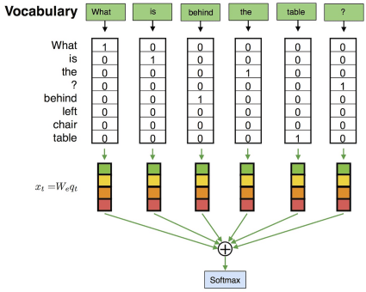 Vocabulary What is behind the table ?
What 1 0 0 0 0 0
is 0 1 0 0 0 0
the 0 0 0 1 0 0
? 0 0 0 0 0 1
behind 0 0 1 0 0 0
left 0 0 0 0 0 0
chair 0 0 0 0 0 0
table 0 0 0 0 1 0
x_t =W_e q_t
Softmax